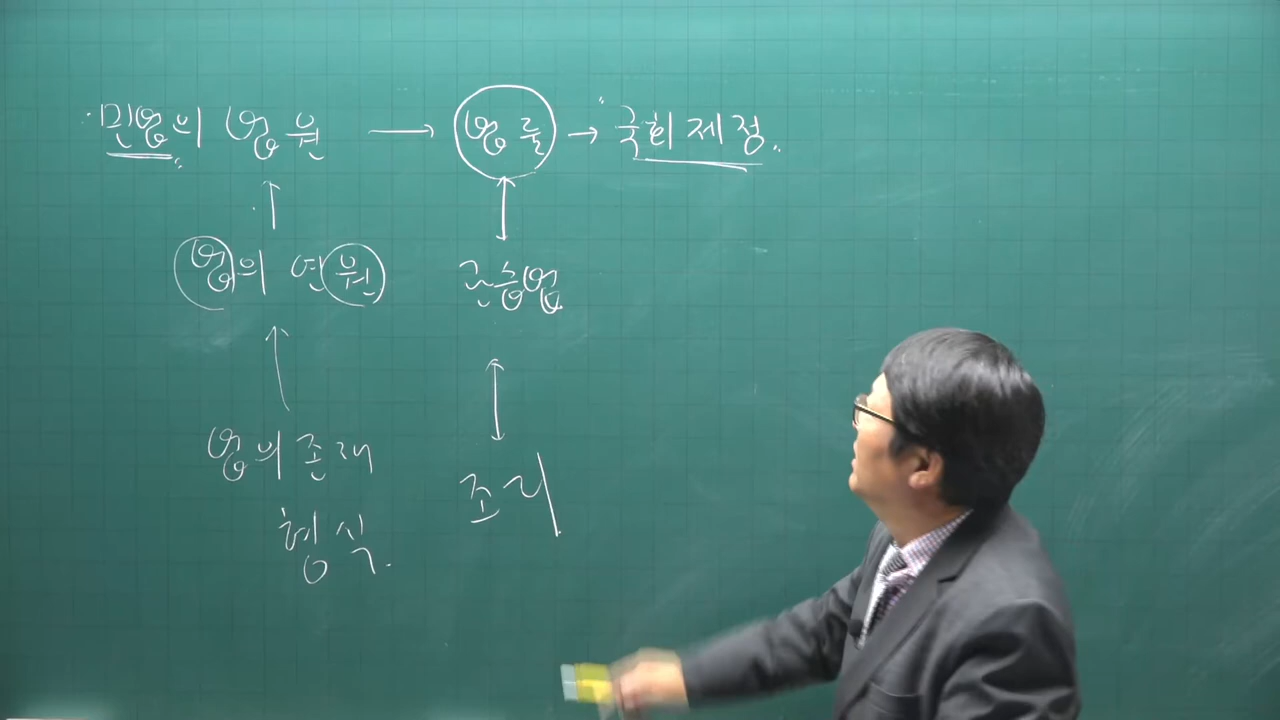 민법의 법원 → 법률 → 국회제정.
↑ ↕
법의 연원 관습법
↑ ↕
법의 존재 조리
형식.